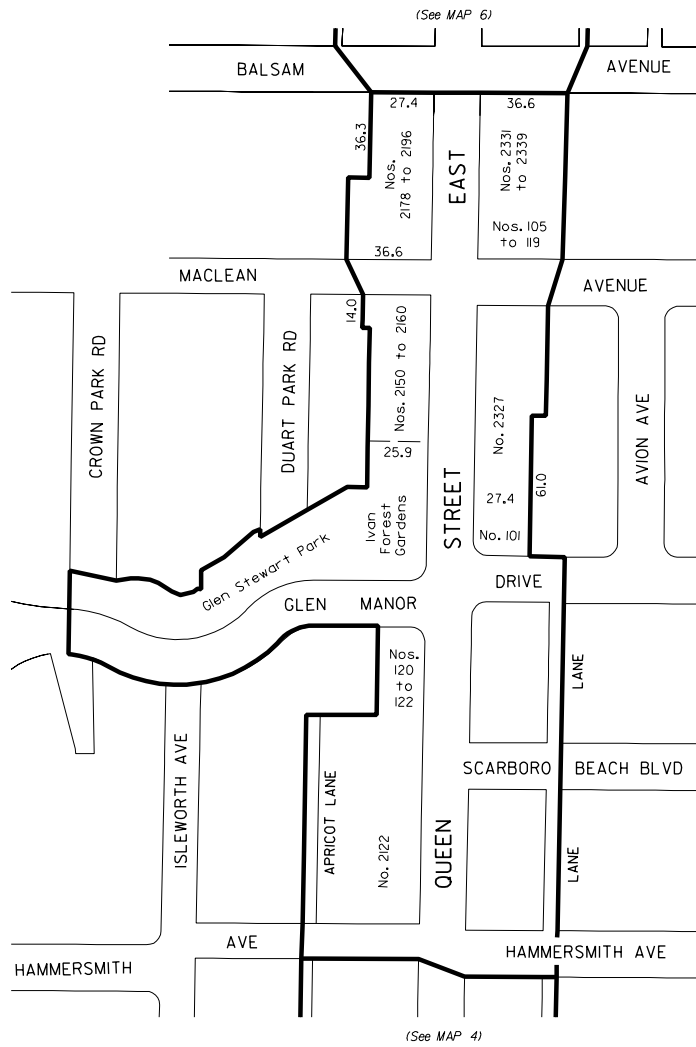 (See MAP 6)
BALSAM
AVENUE
27.4
36.6
36.3
Nos.
2178 to 2196
EAST
Nos. 2331
to 2339
Nos. 105
to 119
36.6
MACLEAN
AVENUE
14.0
Nos. 2150 to 2160
CROWN PARK RD
DUART PARK RD
No. 2327
AVION AVE
25.9
61.0
27.4
STREET
Ivan
Forest
Gardens
No. 101
Glen Stewart Park
DRIVE
GLEN MANOR
Nos.
120
to
122
LANE
ISLEWORTH AVE
SCARBORO BEACH BLVD
APRICOT LANE
No. 2122
QUEEN
LANE
AVE
HAMMERSMITH AVE
HAMMERSMITH
(See MAP 4)